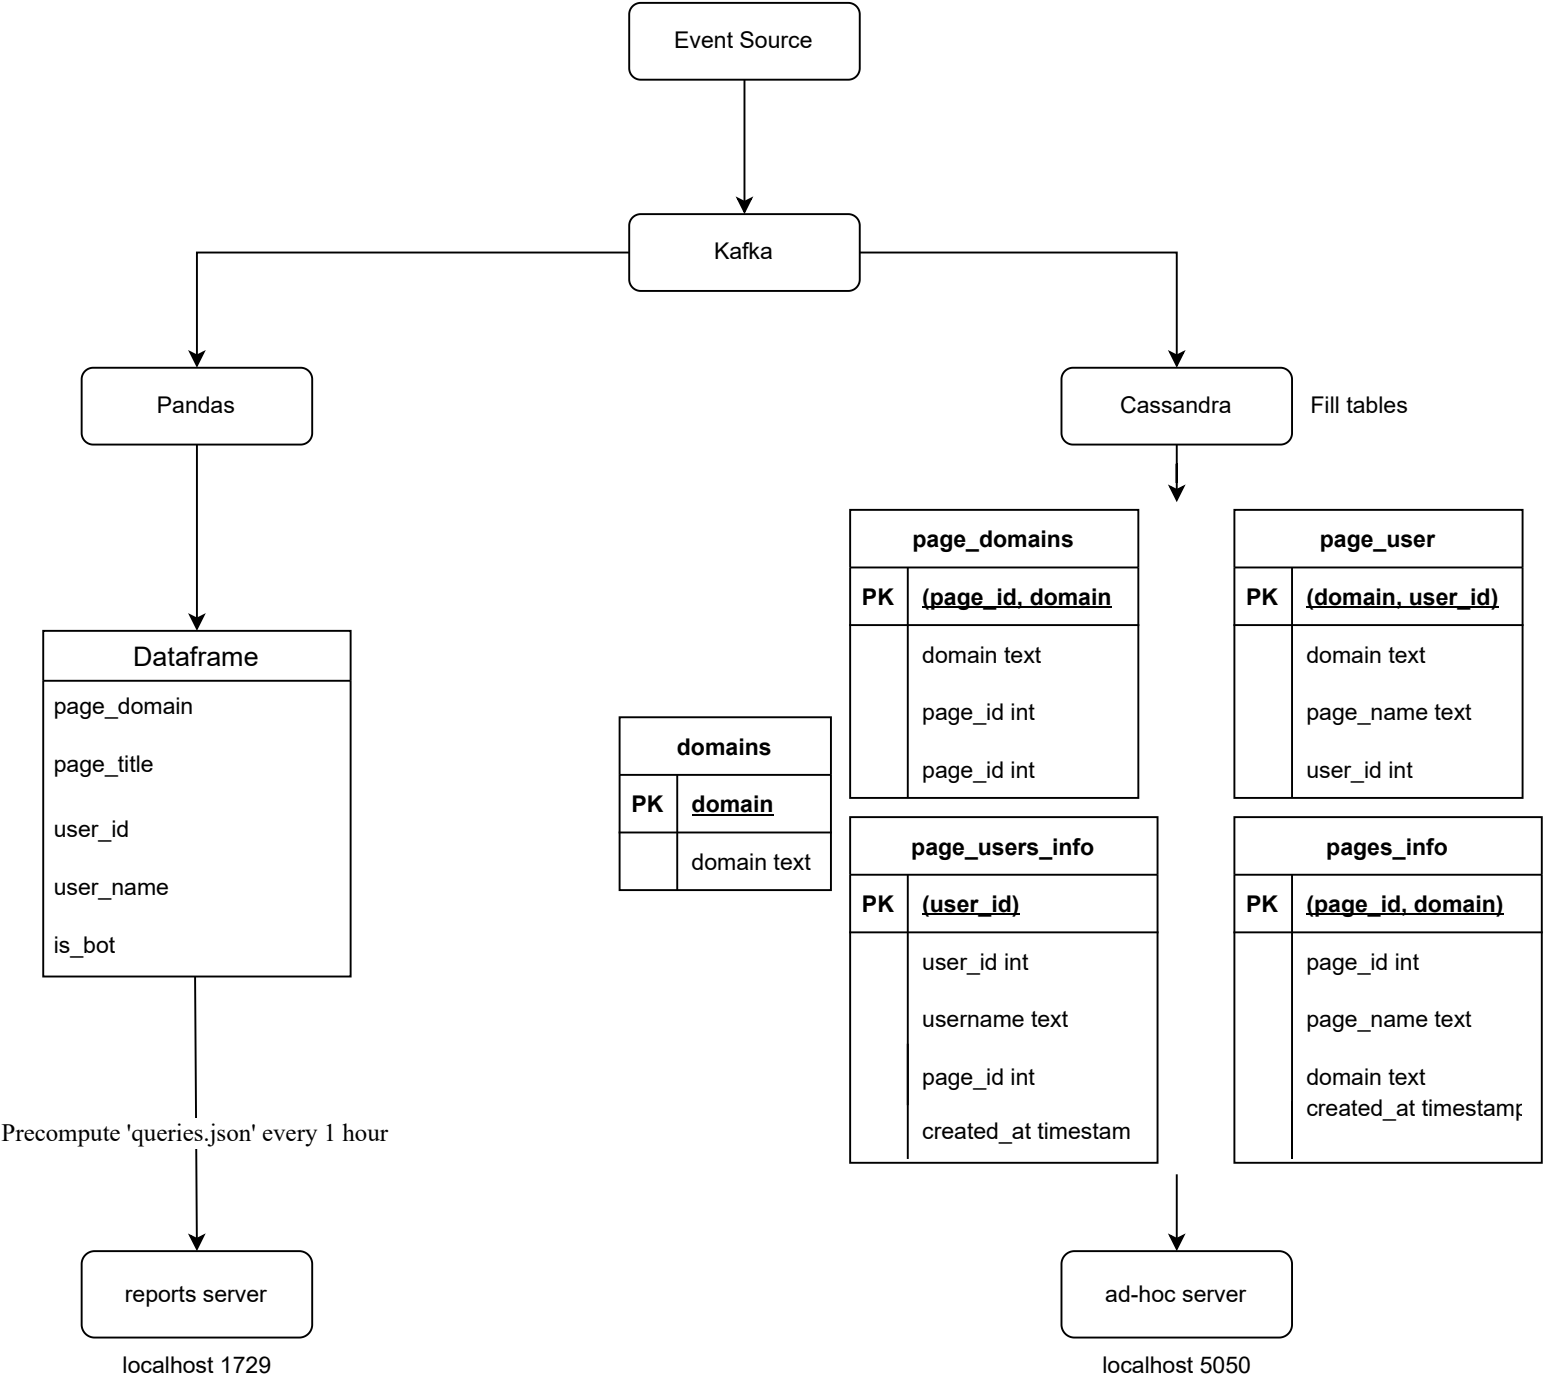 Event Source
Kafka
Pandas
Cassandra
Fill tables
Dataframe
page_domain
page_title
user_id
user_name
is_bot
Precompute 'queries.json' every 1 hour
reports server
localhost 1729
domains
PK domain
domain text
page_domains
PK (page_id, domain
domain text
page_id int
page_id int
page_user
PK (domain, user_id)
domain text
page_name text
user_id int
page_users_info
PK (user_id)
user_id int
username text
page_id int
created_at timestam
pages_info
PK (page_id, domain)
page_id int
page_name text
domain text
created_at timestamp
ad-hoc server
localhost 5050